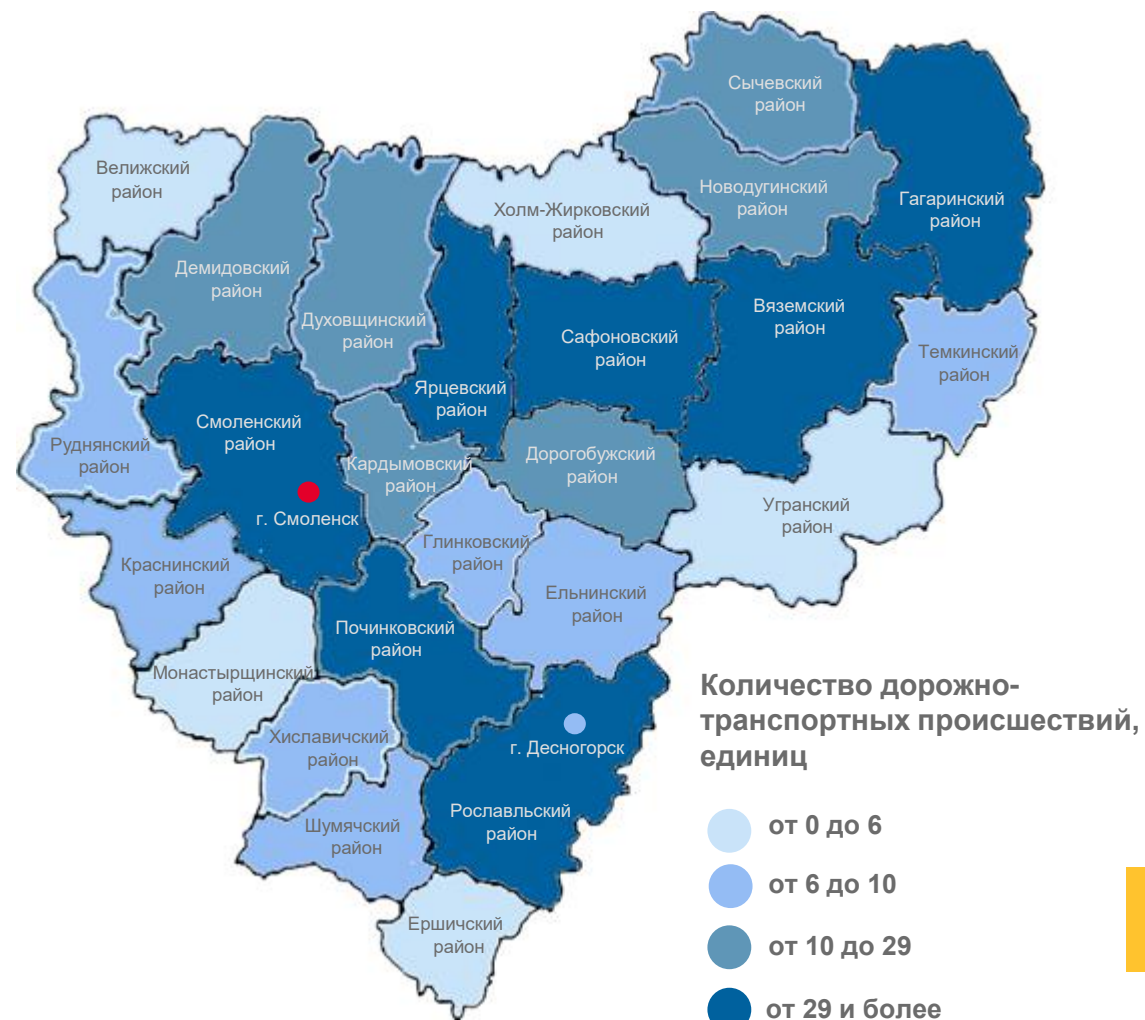 Сычевский
район
Велижский
район
Новодугинский
район
Гагаринский
район
Холм-Жирковский
район
Демидовский
район
Духовщинский
район
Вяземский
район
Сафоновский
район
Темкинский
район
Ярцевский
район
Смоленский
район
Руднянский
район
Кардымовский
район
Дорогобужский
район
г. Смоленск
Угранский
район
Глинковский
район
Краснинский
район
Ельнинский
район
Починковский
район
Монастырщинский
район
Хиславичский
район
г. Десногорск
Рославльский
район
Шумячский
район
Ершичский
район
Количество дорожно-
транспортных происшествий,
единиц
от 0 до 6
от 6 до 10
от 10 до 29
от 29 и более